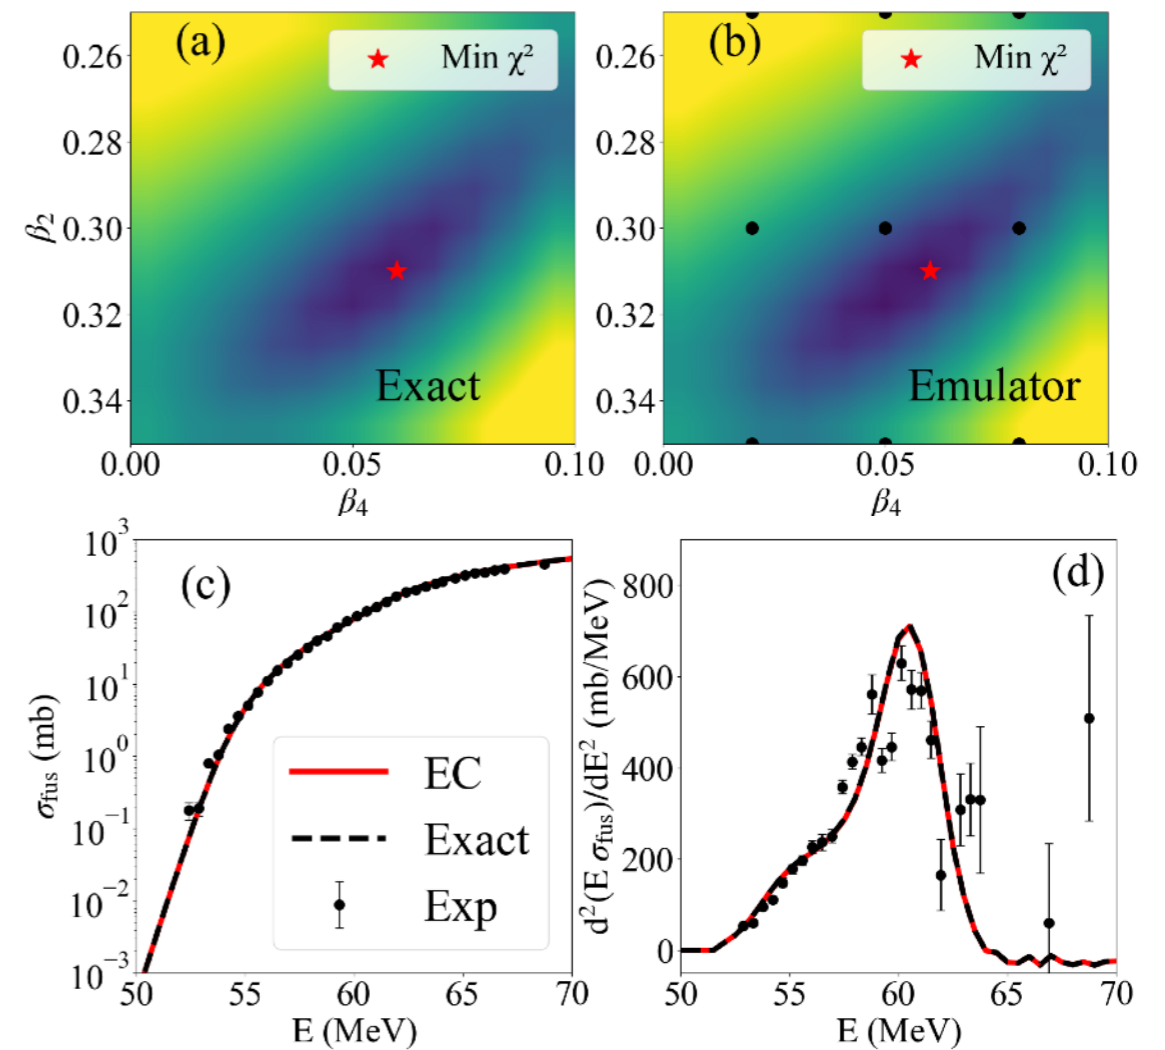 (a)
Min χ²
0.26
0.28
0.30
0.32
0.34
β₂
Exact
0.00
0.05
0.10
β₄
(b)
Min χ²
0.26
0.28
0.30
0.32
0.34
Emulator
0.00
0.05
0.10
β₄
(c)
10³
10²
10¹
10⁰
10⁻¹
10⁻²
10⁻³
σfus (mb)
EC
Exact
Exp
50
55
60
65
70
E (MeV)
(d)
800
600
400
200
0
d²(E σfus)/dE² (mb/MeV)
50
55
60
65
70
E (MeV)